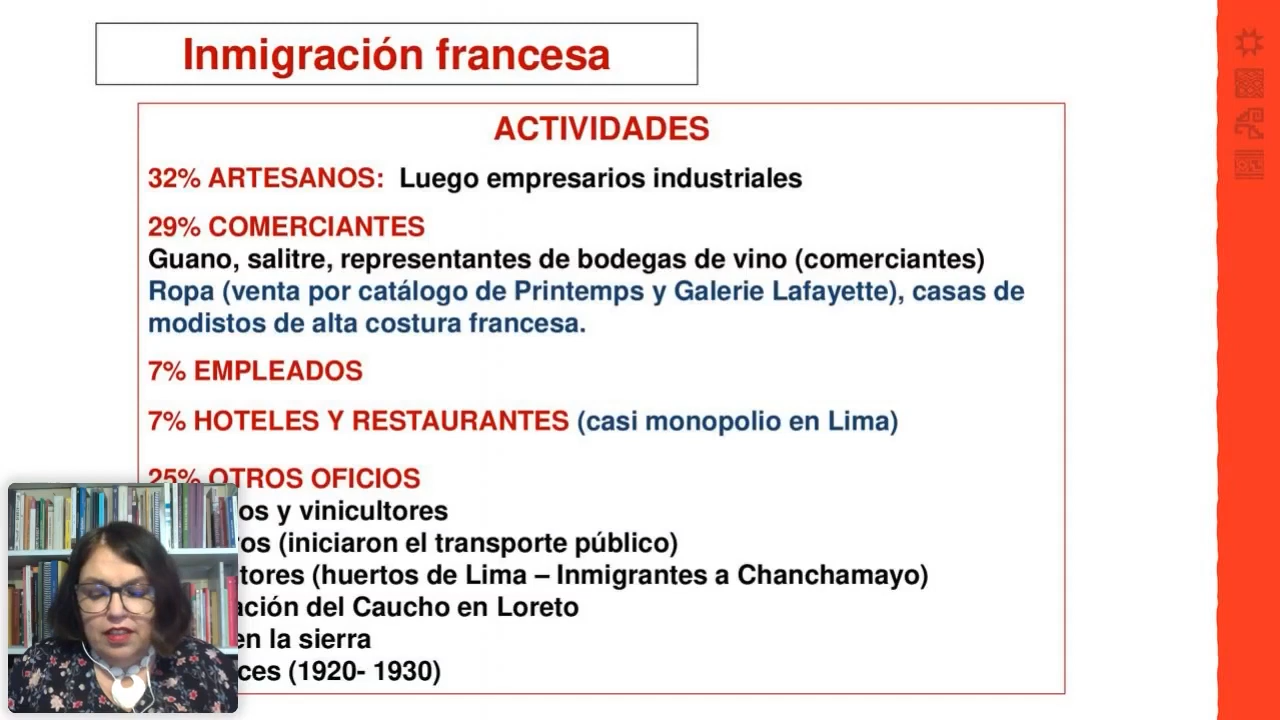 Inmigración francesa
ACTIVIDADES
32% ARTESANOS: Luego empresarios industriales
29% COMERCIANTES
Guano, salitre, representantes de bodegas de vino (comerciantes)
Ropa (venta por catálogo de Printemps y Galerie Lafayette), casas de
modistos de alta costura francesa.
7% EMPLEADOS
7% HOTELES Y RESTAURANTES (casi monopolio en Lima)
25% OTROS OFICIOS
y vinicultores
(iniciaron el transporte público)
(huertos de Lima – Inmigrantes a Chanchamayo)
del Caucho en Loreto
en la sierra
(1920- 1930)